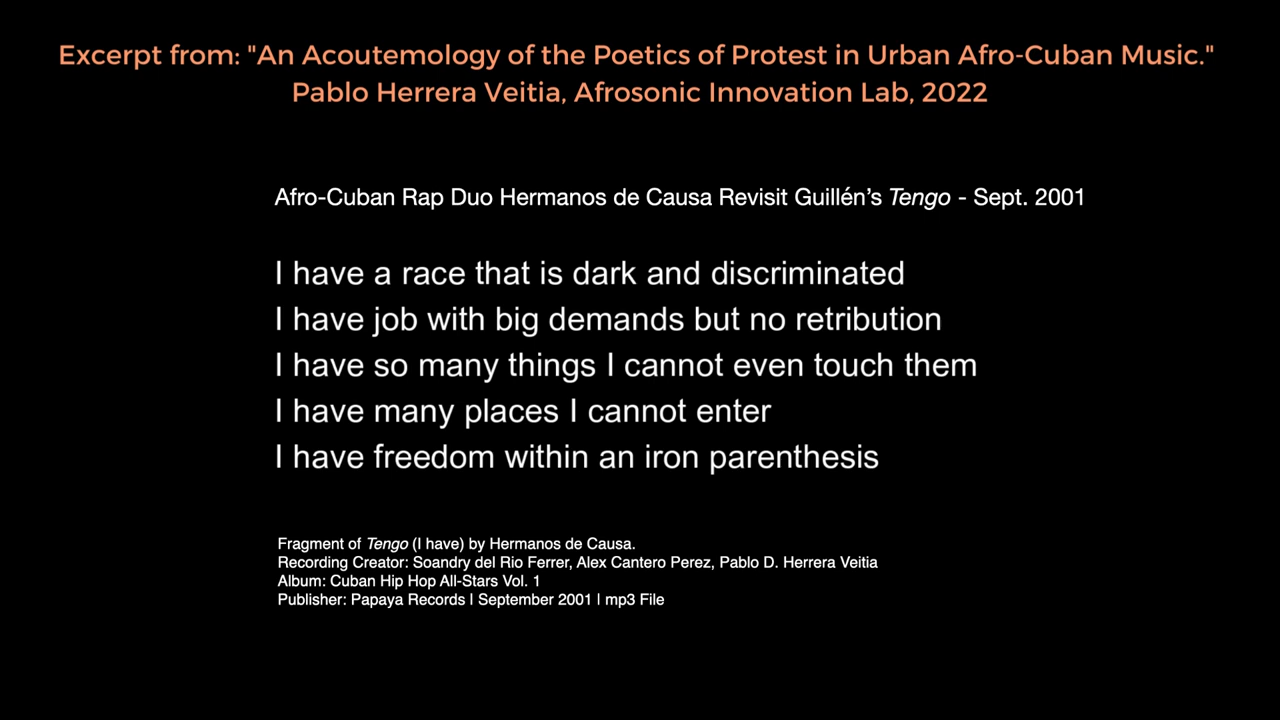 Excerpt from: "An Acoutemology of the Poetics of Protest in Urban Afro-Cuban Music."
Pablo Herrera Veitia, Afrosonic Innovation Lab, 2022
Afro-Cuban Rap Duo Hermanos de Causa Revisit Guillén’s Tengo - Sept. 2001
I have a race that is dark and discriminated
I have job with big demands but no retribution
I have so many things I cannot even touch them
I have many places I cannot enter
I have freedom within an iron parenthesis
Fragment of Tengo (I have) by Hermanos de Causa.
Recording Creator: Soandry del Rio Ferrer, Alex Cantero Perez, Pablo D. Herrera Veitia
Album: Cuban Hip Hop All-Stars Vol. 1
Publisher: Papaya Records | September 2001 | mp3 File